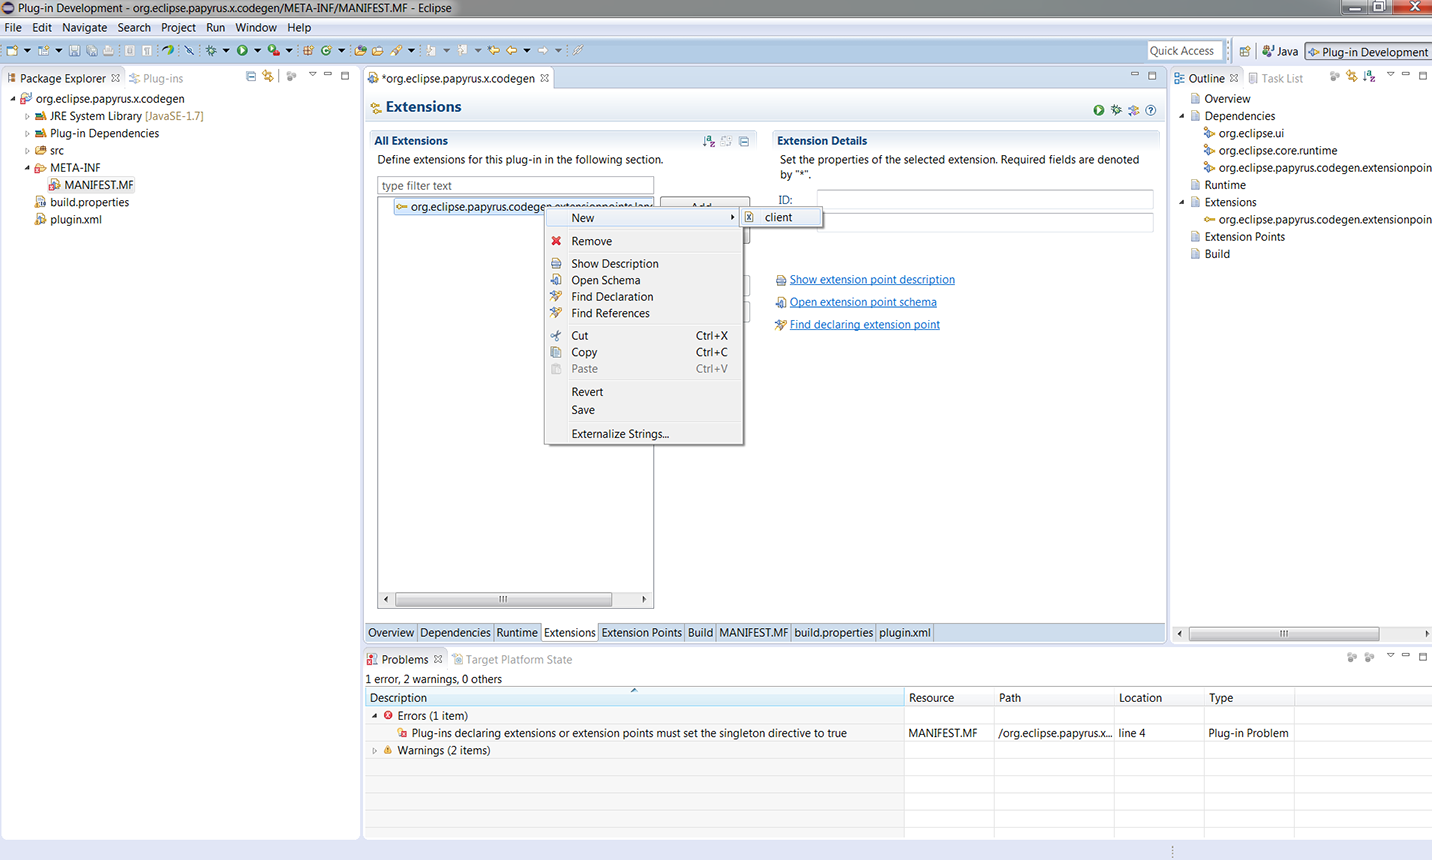 Plug-in Development - org.eclipse.papyrus.x.codegen/META-INF/MANIFEST.MF - Eclipse
File Edit Navigate Search Project Run Window Help
Quick Access
Java
Plug-in Development
Package Explorer
Plug-ins
org.eclipse.papyrus.x.codegen
JRE System Library [JavaSE-1.7]
Plug-in Dependencies
src
META-INF
MANIFEST.MF
build.properties
plugin.xml
*org.eclipse.papyrus.x.codegen
Extensions
All Extensions
Define extensions for this plug-in in the following section.
type filter text
org.eclipse.papyrus.codegen.extensionpoints.lang
Add...
New
client
Remove
Show Description
Open Schema
Find Declaration
Find References
Cut Ctrl+X
Copy Ctrl+C
Paste Ctrl+V
Revert
Save
Externalize Strings...
Extension Details
Set the properties of the selected extension. Required fields are denoted
by "*".
ID:
Show extension point description
Open extension point schema
Find declaring extension point
Overview Dependencies Runtime Extensions Extension Points Build MANIFEST.MF build.properties plugin.xml
Outline
Task List
Overview
Dependencies
org.eclipse.ui
org.eclipse.core.runtime
org.eclipse.papyrus.codegen.extensionpoin
Runtime
Extensions
org.eclipse.papyrus.codegen.extensionpoin
Extension Points
Build
Problems
Target Platform State
1 error, 2 warnings, 0 others
Description Resource Path Location Type
Errors (1 item)
Plug-ins declaring extensions or extension points must set the singleton directive to true MANIFEST.MF /org.eclipse.papyrus.x... line 4 Plug-in Problem
Warnings (2 items)